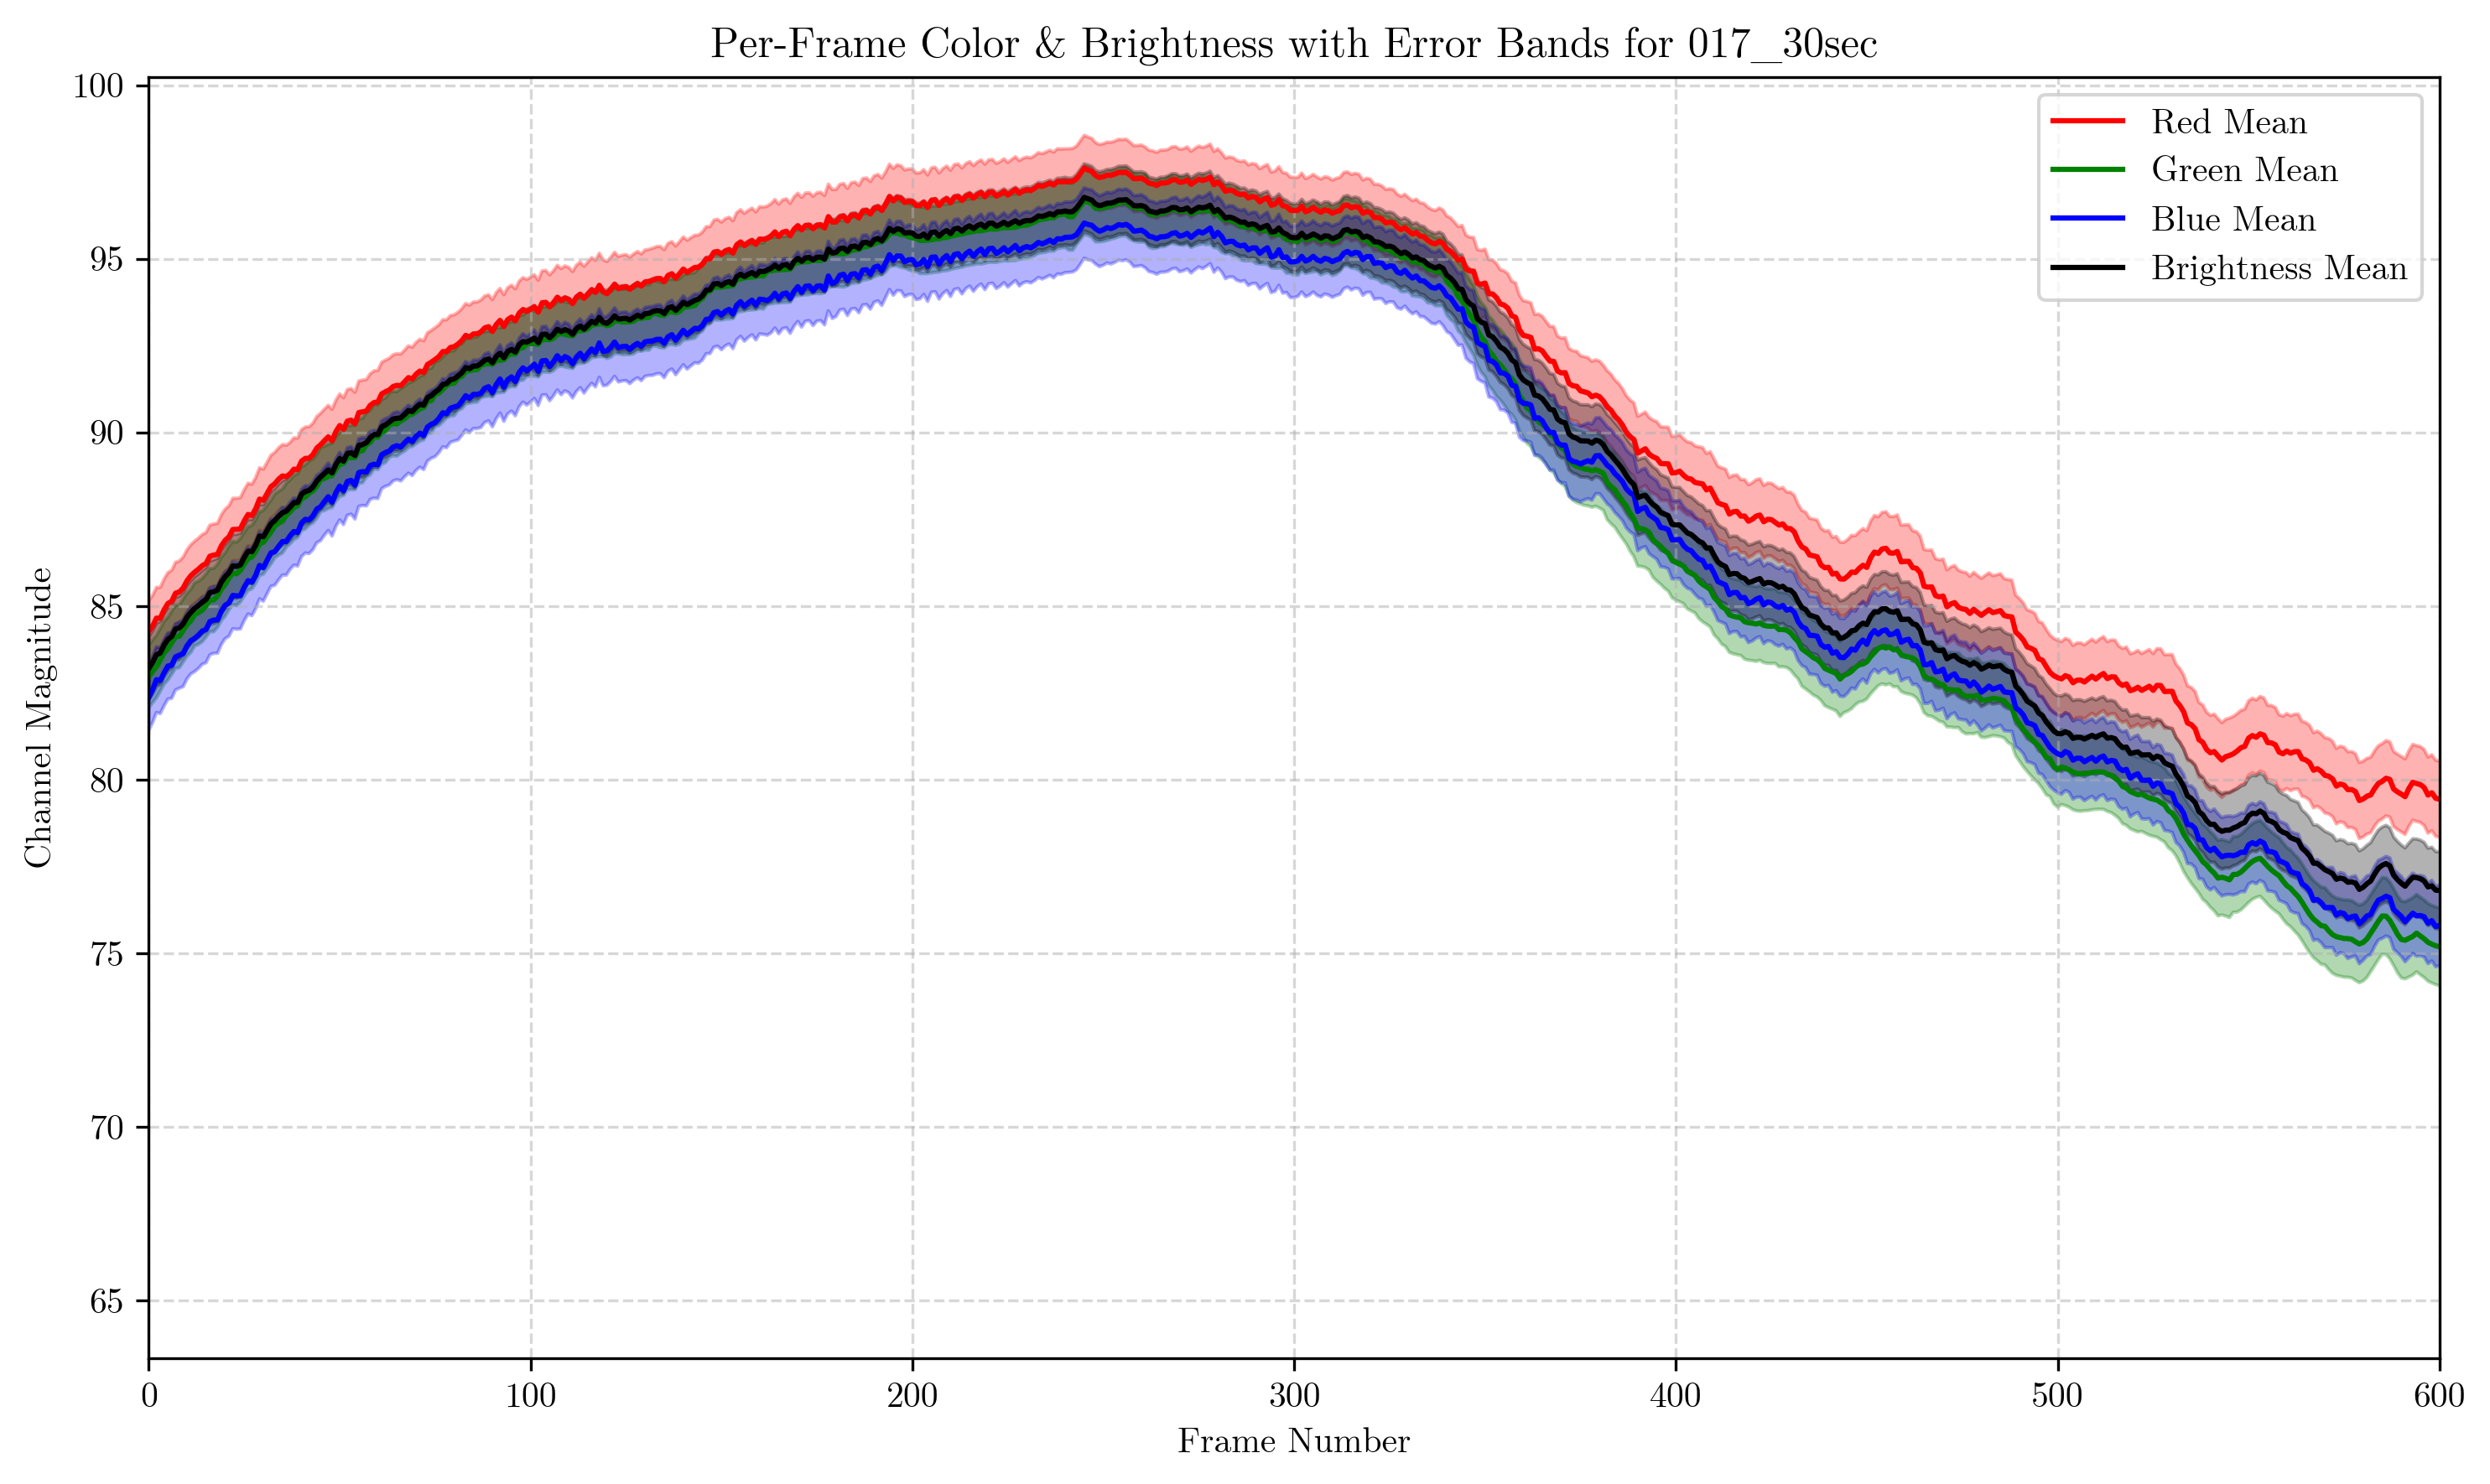 Per-Frame Color & Brightness with Error Bands for 017_30sec
100
95
90
85
80
75
70
65
Channel Magnitude
Red Mean
Green Mean
Blue Mean
Brightness Mean
0 100 200 300 400 500 600
Frame Number